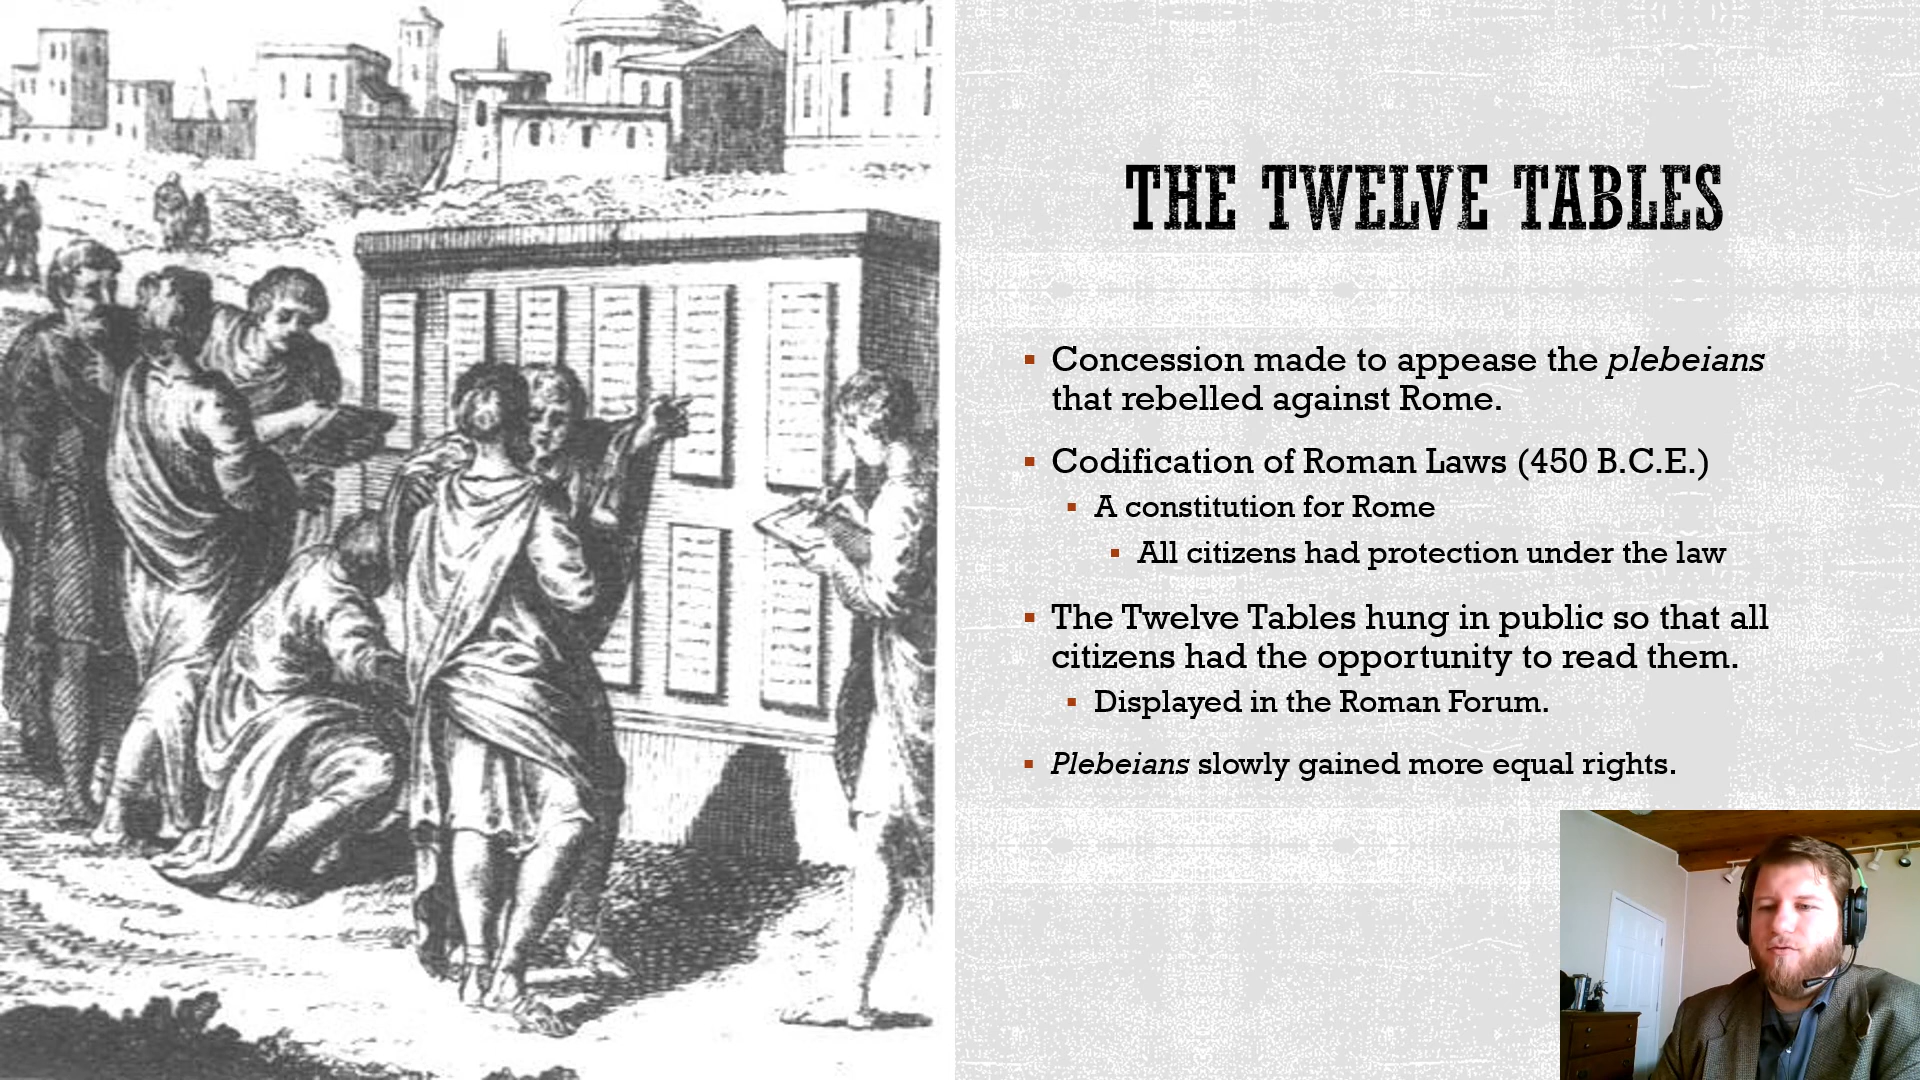 THE TWELVE TABLES
Concession made to appease the plebeians
that rebelled against Rome.
Codification of Roman Laws (450 B.C.E.)
A constitution for Rome
All citizens had protection under the law
The Twelve Tables hung in public so that all
citizens had the opportunity to read them.
Displayed in the Roman Forum.
Plebeians slowly gained more equal rights.